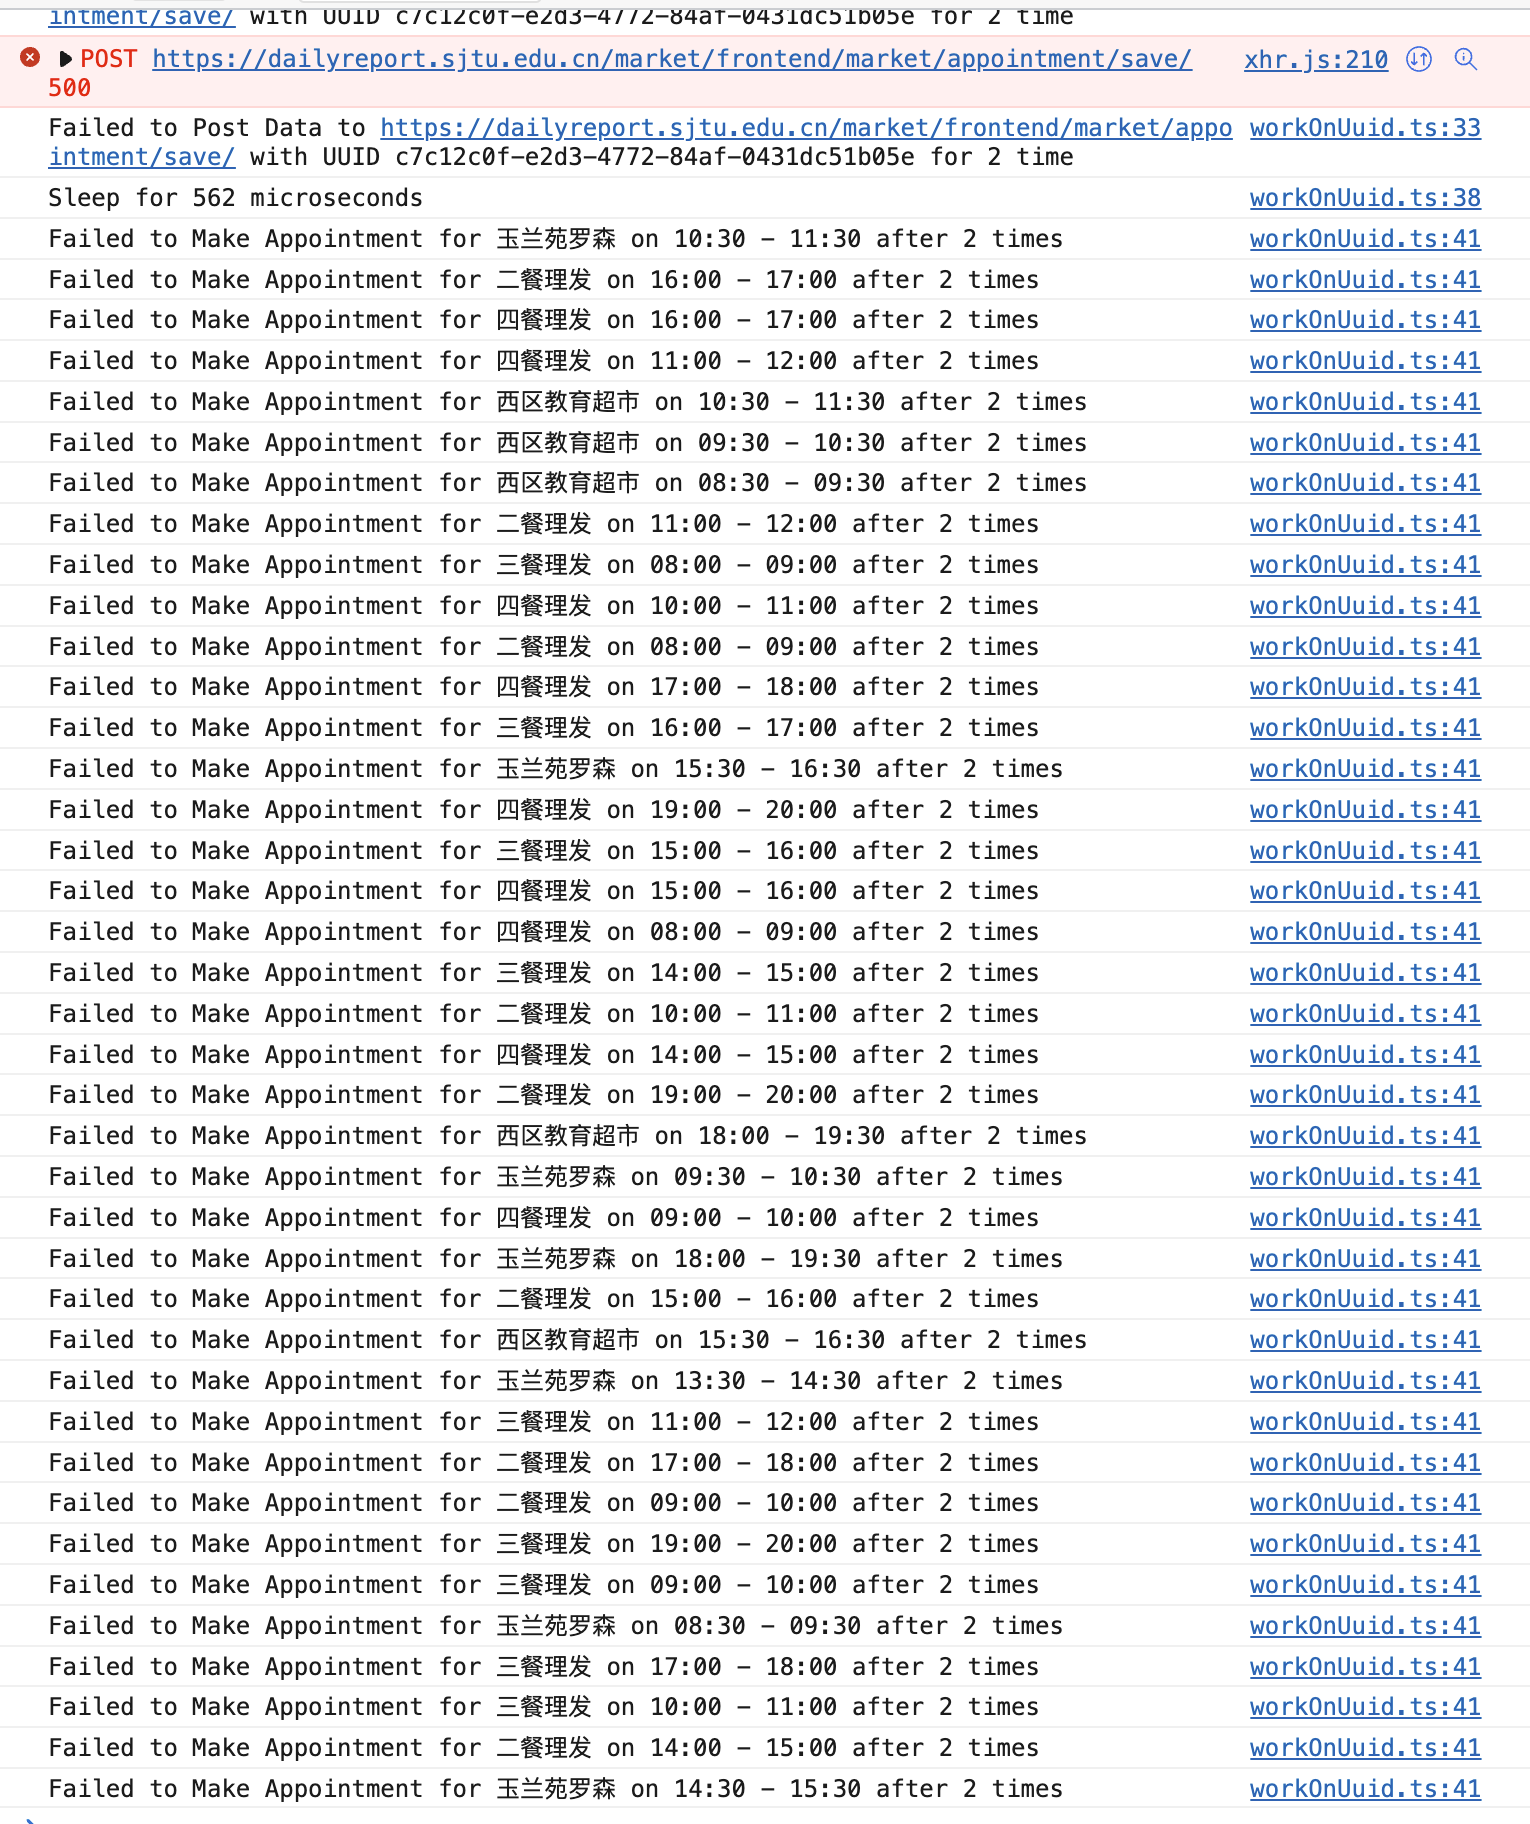 intment/save/ with UUID c7c12c0f-e2d3-4772-84af-0431dc51b05e for 2 time
POST https://dailyreport.sjtu.edu.cn/market/frontend/market/appointment/save/ xhr.js:210
500
Failed to Post Data to https://dailyreport.sjtu.edu.cn/market/frontend/market/appo workOnUuid.ts:33
intment/save/ with UUID c7c12c0f-e2d3-4772-84af-0431dc51b05e for 2 time
Sleep for 562 microseconds workOnUuid.ts:38
Failed to Make Appointment for 玉兰苑罗森 on 10:30 – 11:30 after 2 times workOnUuid.ts:41
Failed to Make Appointment for 二餐理发 on 16:00 – 17:00 after 2 times workOnUuid.ts:41
Failed to Make Appointment for 四餐理发 on 16:00 – 17:00 after 2 times workOnUuid.ts:41
Failed to Make Appointment for 四餐理发 on 11:00 – 12:00 after 2 times workOnUuid.ts:41
Failed to Make Appointment for 西区教育超市 on 10:30 – 11:30 after 2 times workOnUuid.ts:41
Failed to Make Appointment for 西区教育超市 on 09:30 – 10:30 after 2 times workOnUuid.ts:41
Failed to Make Appointment for 西区教育超市 on 08:30 – 09:30 after 2 times workOnUuid.ts:41
Failed to Make Appointment for 二餐理发 on 11:00 – 12:00 after 2 times workOnUuid.ts:41
Failed to Make Appointment for 三餐理发 on 08:00 – 09:00 after 2 times workOnUuid.ts:41
Failed to Make Appointment for 四餐理发 on 10:00 – 11:00 after 2 times workOnUuid.ts:41
Failed to Make Appointment for 二餐理发 on 08:00 – 09:00 after 2 times workOnUuid.ts:41
Failed to Make Appointment for 四餐理发 on 17:00 – 18:00 after 2 times workOnUuid.ts:41
Failed to Make Appointment for 三餐理发 on 16:00 – 17:00 after 2 times workOnUuid.ts:41
Failed to Make Appointment for 玉兰苑罗森 on 15:30 – 16:30 after 2 times workOnUuid.ts:41
Failed to Make Appointment for 四餐理发 on 19:00 – 20:00 after 2 times workOnUuid.ts:41
Failed to Make Appointment for 三餐理发 on 15:00 – 16:00 after 2 times workOnUuid.ts:41
Failed to Make Appointment for 四餐理发 on 15:00 – 16:00 after 2 times workOnUuid.ts:41
Failed to Make Appointment for 四餐理发 on 08:00 – 09:00 after 2 times workOnUuid.ts:41
Failed to Make Appointment for 三餐理发 on 14:00 – 15:00 after 2 times workOnUuid.ts:41
Failed to Make Appointment for 二餐理发 on 10:00 – 11:00 after 2 times workOnUuid.ts:41
Failed to Make Appointment for 四餐理发 on 14:00 – 15:00 after 2 times workOnUuid.ts:41
Failed to Make Appointment for 二餐理发 on 19:00 – 20:00 after 2 times workOnUuid.ts:41
Failed to Make Appointment for 西区教育超市 on 18:00 – 19:30 after 2 times workOnUuid.ts:41
Failed to Make Appointment for 玉兰苑罗森 on 09:30 – 10:30 after 2 times workOnUuid.ts:41
Failed to Make Appointment for 四餐理发 on 09:00 – 10:00 after 2 times workOnUuid.ts:41
Failed to Make Appointment for 玉兰苑罗森 on 18:00 – 19:30 after 2 times workOnUuid.ts:41
Failed to Make Appointment for 二餐理发 on 15:00 – 16:00 after 2 times workOnUuid.ts:41
Failed to Make Appointment for 西区教育超市 on 15:30 – 16:30 after 2 times workOnUuid.ts:41
Failed to Make Appointment for 玉兰苑罗森 on 13:30 – 14:30 after 2 times workOnUuid.ts:41
Failed to Make Appointment for 三餐理发 on 11:00 – 12:00 after 2 times workOnUuid.ts:41
Failed to Make Appointment for 二餐理发 on 17:00 – 18:00 after 2 times workOnUuid.ts:41
Failed to Make Appointment for 二餐理发 on 09:00 – 10:00 after 2 times workOnUuid.ts:41
Failed to Make Appointment for 三餐理发 on 19:00 – 20:00 after 2 times workOnUuid.ts:41
Failed to Make Appointment for 三餐理发 on 09:00 – 10:00 after 2 times workOnUuid.ts:41
Failed to Make Appointment for 玉兰苑罗森 on 08:30 – 09:30 after 2 times workOnUuid.ts:41
Failed to Make Appointment for 三餐理发 on 17:00 – 18:00 after 2 times workOnUuid.ts:41
Failed to Make Appointment for 三餐理发 on 10:00 – 11:00 after 2 times workOnUuid.ts:41
Failed to Make Appointment for 二餐理发 on 14:00 – 15:00 after 2 times workOnUuid.ts:41
Failed to Make Appointment for 玉兰苑罗森 on 14:30 – 15:30 after 2 times workOnUuid.ts:41